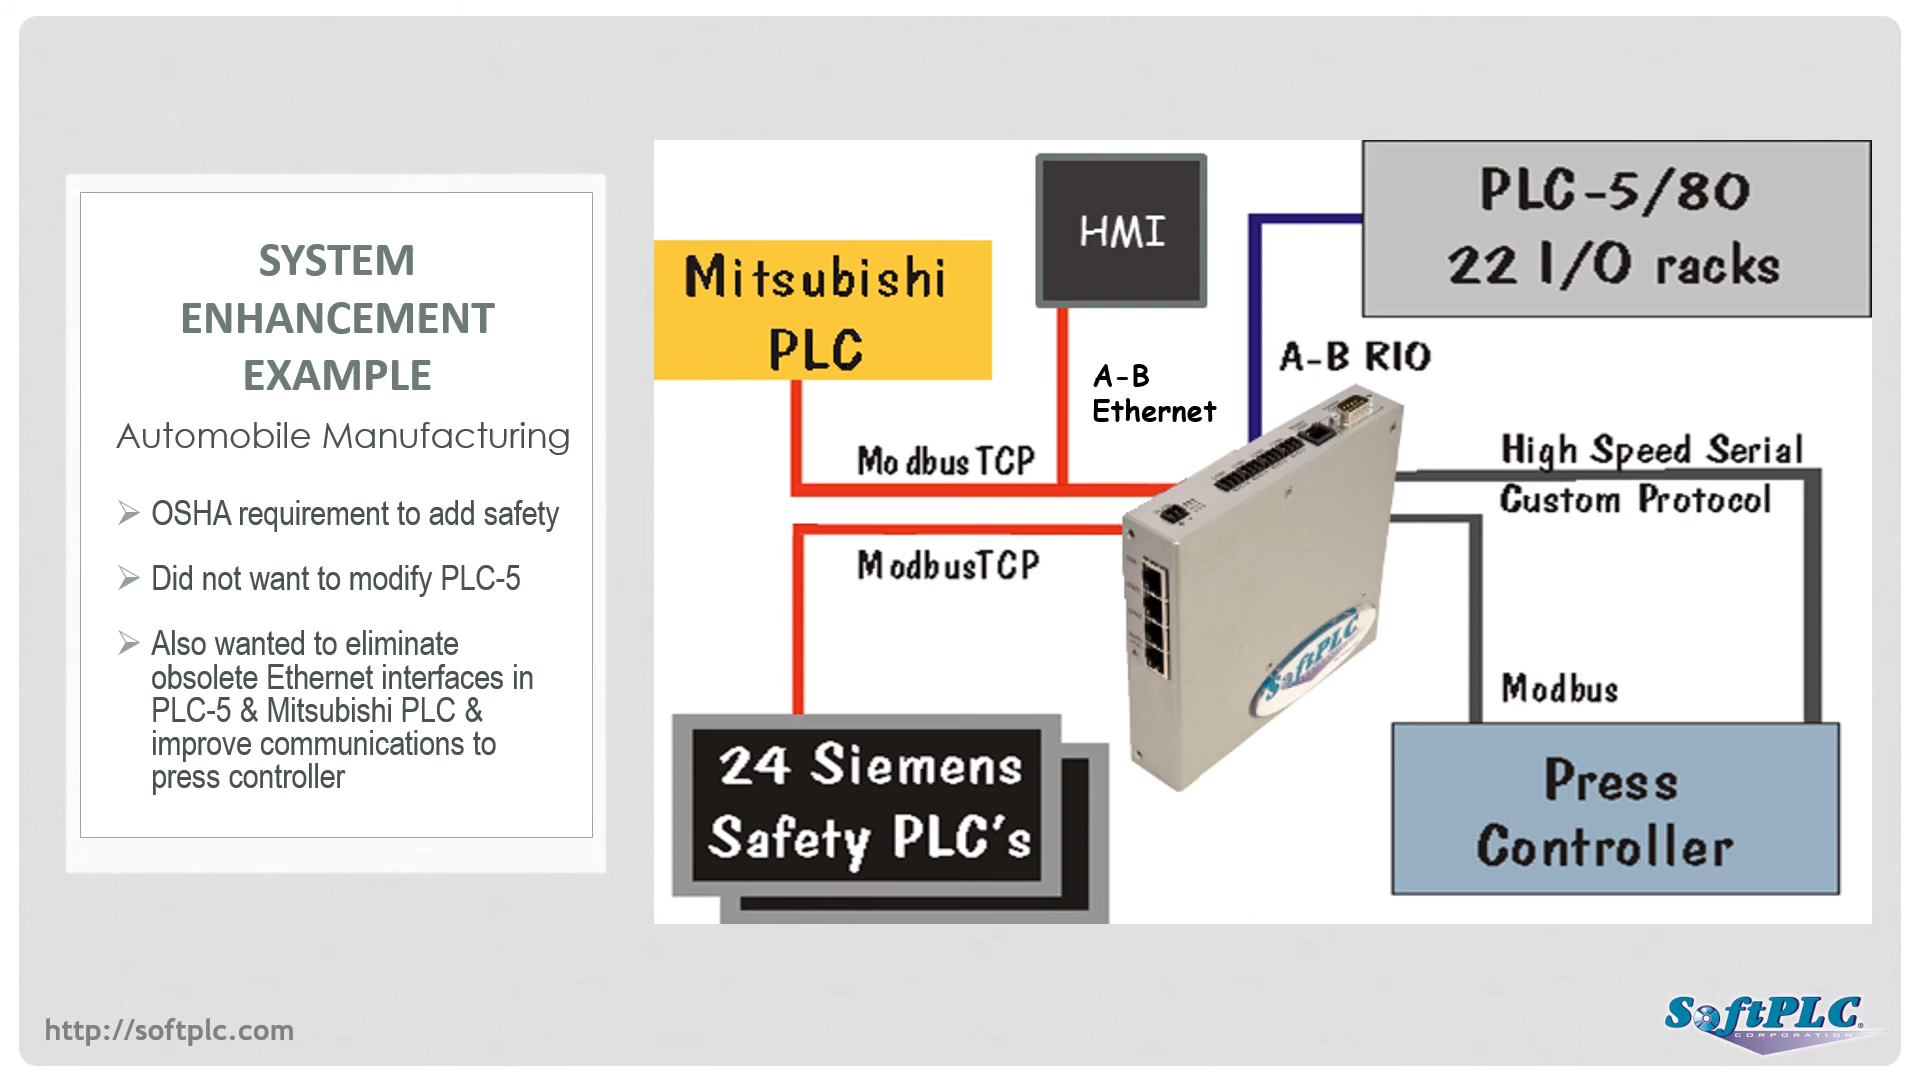 SYSTEM
ENHANCEMENT
EXAMPLE
Automobile Manufacturing
OSHA requirement to add safety
Did not want to modify PLC-5
Also wanted to eliminate
obsolete Ethernet interfaces in
PLC-5 & Mitsubishi PLC &
improve communications to
press controller
Mitsubishi
PLC
HMI
PLC-5/80
22 I/O racks
A-B RIO
A-B
Ethernet
Modbus TCP
ModbusTCP
High Speed Serial
Custom Protocol
Modbus
SoftPLC
24 Siemens
Safety PLC's
Press
Controller
http://softplc.com
SoftPLC
CORPORATION